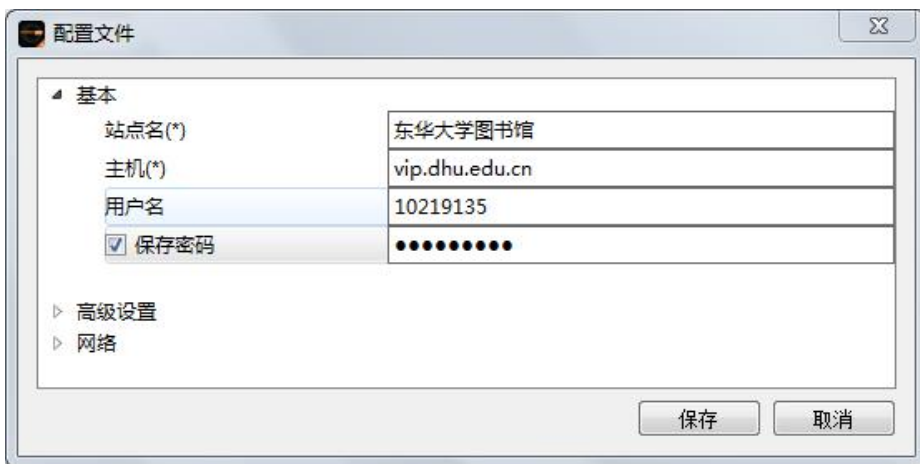 配置文件
基本
站点名(*) 东华大学图书馆
主机(*) vip.dhu.edu.cn
用户名 10219135
保存密码 ●●●●●●●●●
高级设置
网络
保存 取消